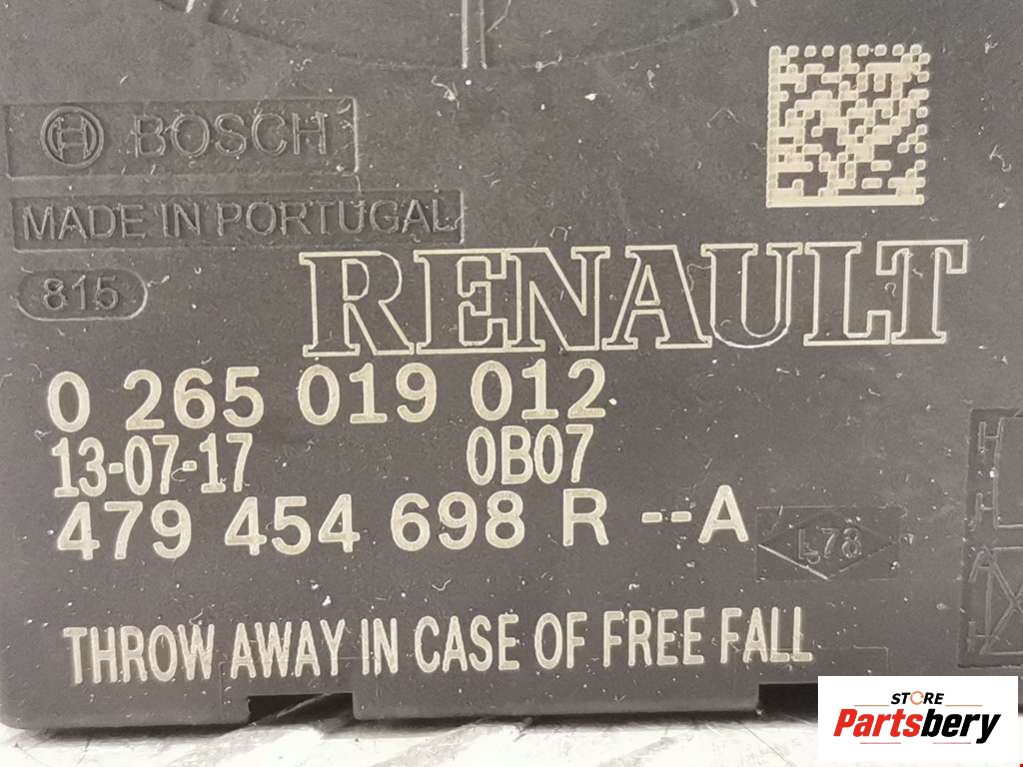 BOSCH
MADE IN PORTUGAL
815
RENAULT
0 265 019 012
13-07-17 0B07
479 454 698 R --A
THROW AWAY IN CASE OF FREE FALL
STORE
Partsbery